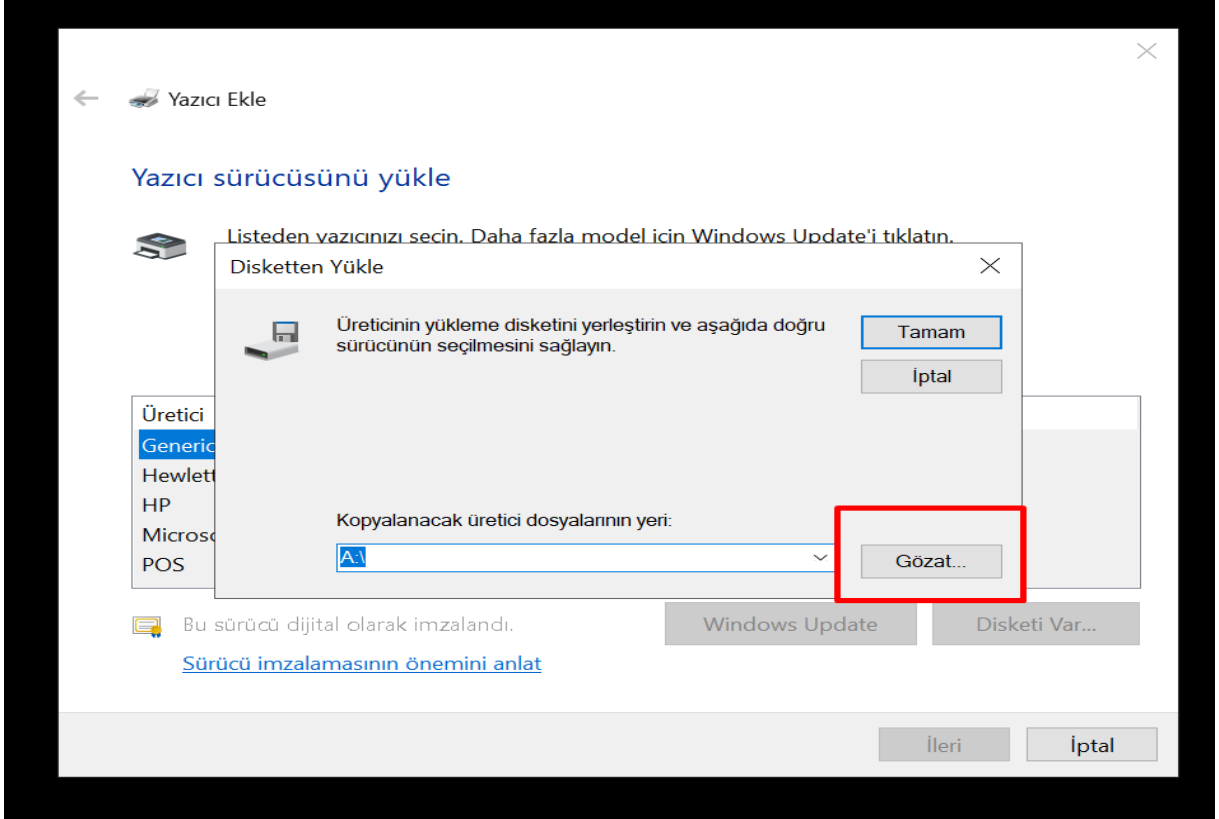 Yazıcı Ekle
Yazıcı sürücüsünü yükle
Listeden yazıcınızı seçin. Daha fazla model için Windows Update'i tıklatın.
Disketten Yükle
Üreticinin yükleme disketini yerleştirin ve aşağıda doğru
sürücünün seçilmesini sağlayın.
Tamam
İptal
Üretici
Generic
Hewlett
HP
Microso
POS
Kopyalanacak üretici dosyalarının yeri:
A:\
Gözat...
Bu sürücü dijital olarak imzalandı.
Windows Update
Disketi Var...
Sürücü imzalamasının önemini anlat
İleri
İptal